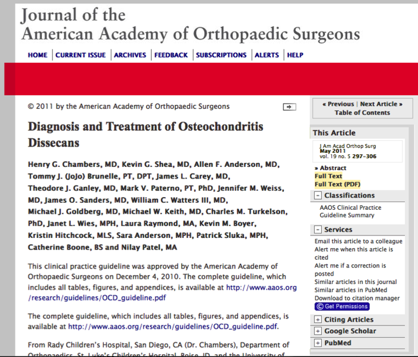 Journal of the
American Academy of Orthopaedic Surgeons
HOME CURRENT ISSUE ARCHIVES FEEDBACK SUBSCRIPTIONS ALERTS HELP
© 2011 by the American Academy of Orthopaedic Surgeons
Diagnosis and Treatment of Osteochondritis
Dissecans
Henry G. Chambers, MD, Kevin G. Shea, MD, Allen F. Anderson, MD,
Tommy J. (JoJo) Brunelle, PT, DPT, James L. Carey, MD,
Theodore J. Ganley, MD, Mark V. Paterno, PT, PhD, Jennifer M. Weiss,
MD, James O. Sanders, MD, William C. Watters III, MD,
Michael J. Goldberg, MD, Michael W. Keith, MD, Charles M. Turkelson,
PhD, Janet L. Wies, MPH, Laura Raymond, MA, Kevin M. Boyer,
Kristin Hitchcock, MLS, Sara Anderson, MPH, Patrick Sluka, MPH,
Catherine Boone, BS and Nilay Patel, MA
This clinical practice guideline was approved by the American Academy of
Orthopaedic Surgeons on December 4, 2010. The complete guideline, which
includes all tables, figures, and appendices, is available at http://www.aaos.org
/research/guidelines/OCD_guideline.pdf
The complete guideline, which includes all tables, figures, and appendices, is
available at http://www.aaos.org/research/guidelines/OCD_guideline.pdf.
From Rady Children's Hospital, San Diego, CA (Dr. Chambers), Department of
Orthopaedics, St. Luke's Children's Hospital, Boise, ID, and the University of
« Previous | Next Article »
Table of Contents
This Article
J Am Acad Orthop Surg
May 2011
vol. 19 no. 5 297-306
Abstract
Full Text
Full Text (PDF)
Classifications
AAOS Clinical Practice
Guideline Summary
Services
Email this article to a colleague
Alert me when this article is
cited
Alert me if a correction is
posted
Similar articles in this journal
Similar articles in PubMed
Download to citation manager
© Get Permissions
Citing Articles
Google Scholar
PubMed